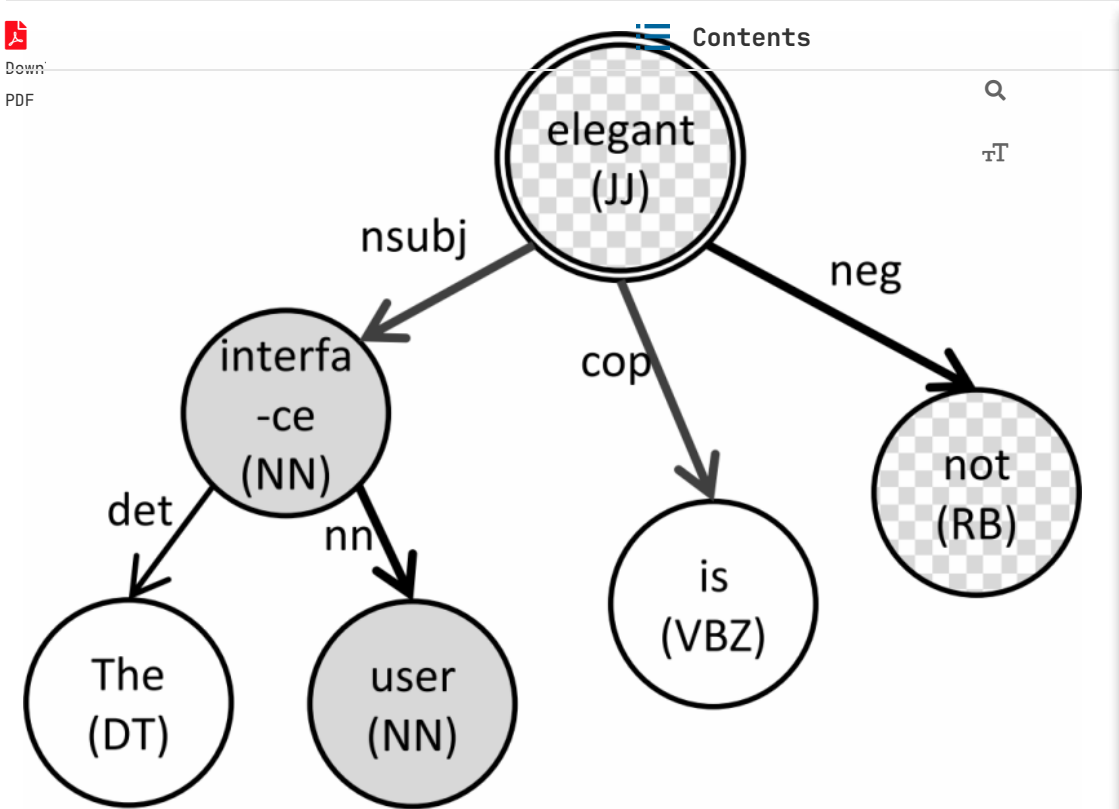 Contents
PDF
elegant
(JJ)
nsubj
neg
interfa
-ce
(NN)
cop
not
(RB)
det
nn
is
(VBZ)
The
(DT)
user
(NN)